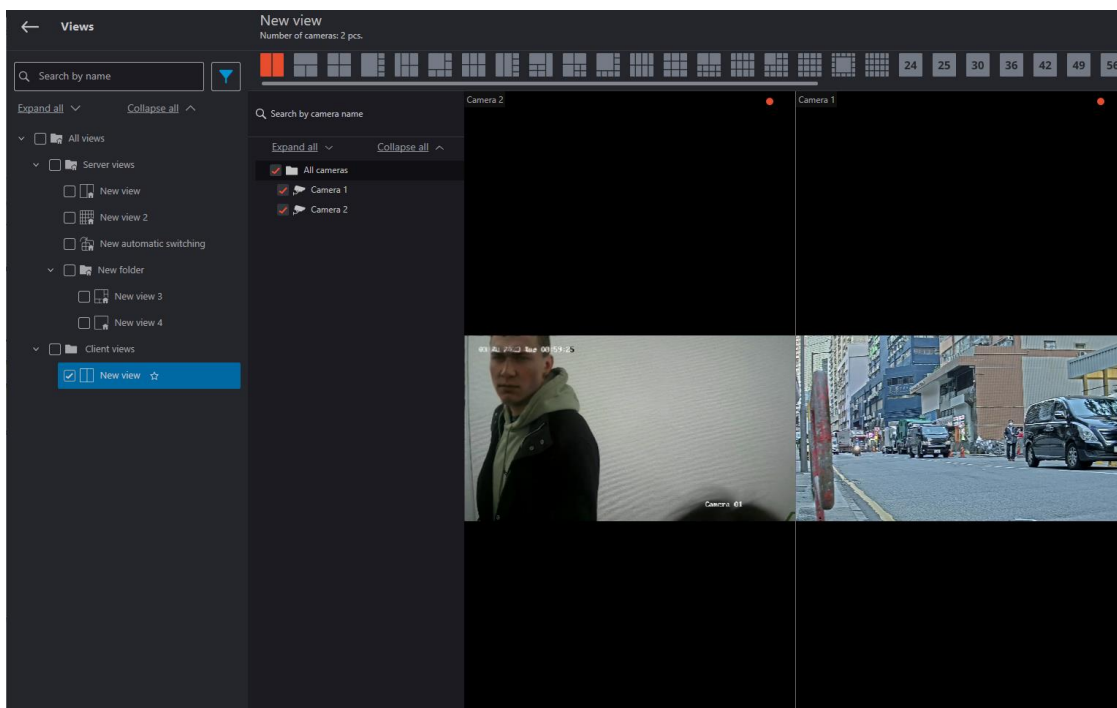 Views
New view
Number of cameras: 2 pcs.
Search by name
24 25 30 36 42 49 56
Expand all
Collapse all
All views
Server views
New view
New view 2
New automatic switching
New folder
New view 3
New view 4
Client views
New view
Search by camera name
Expand all
Collapse all
All cameras
Camera 1
Camera 2
Camera 2
Camera 1
Camera 01